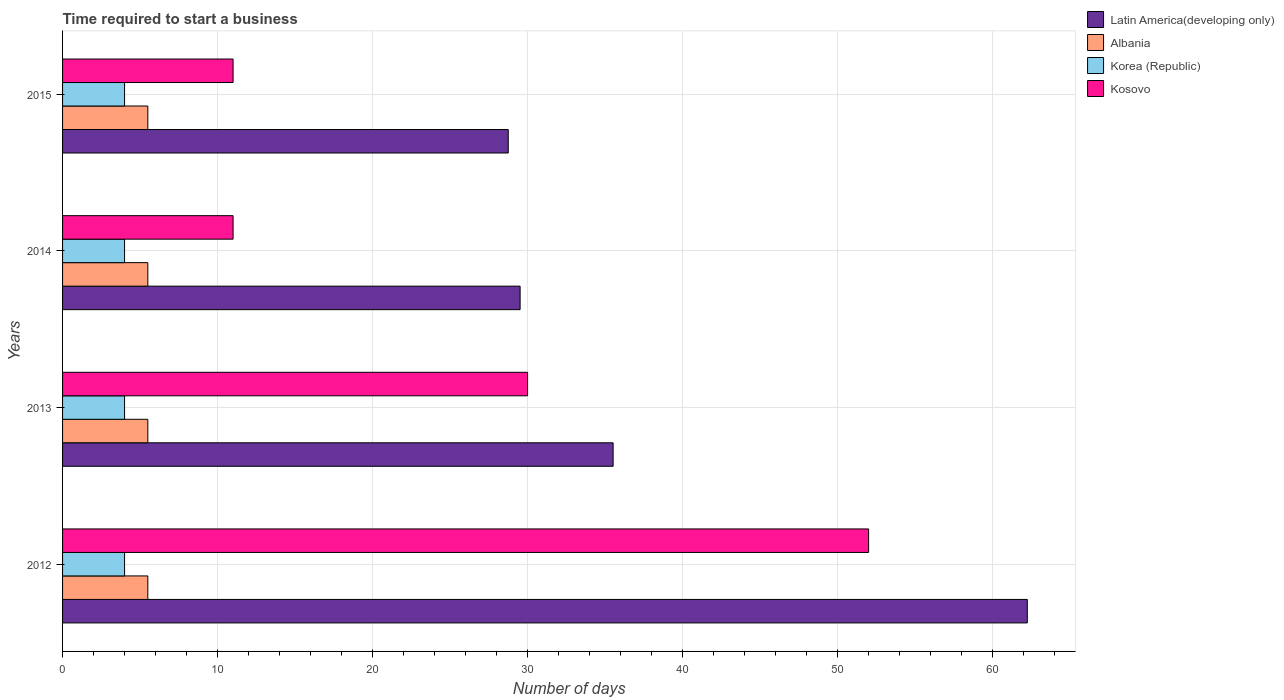 Time required to start a business
Latin America(developing only)
Albania
Korea (Republic)
Kosovo
2015
2014
2013
2012
Years
0
10
20
30
40
50
60
Number of days